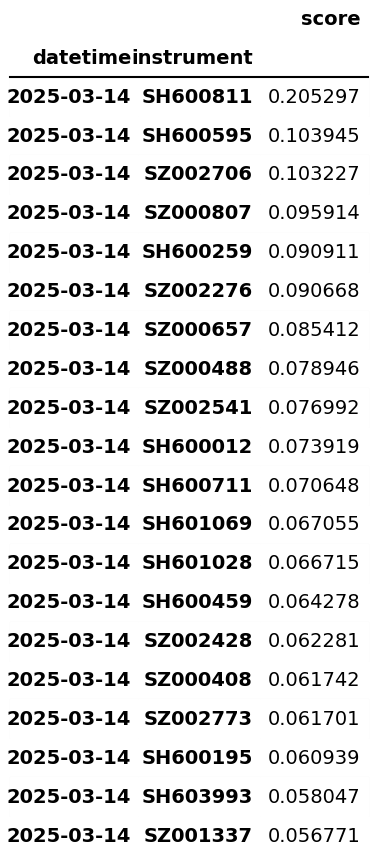 score
datetime instrument
2025-03-14 SH600811 0.205297
2025-03-14 SH600595 0.103945
2025-03-14 SZ002706 0.103227
2025-03-14 SZ000807 0.095914
2025-03-14 SH600259 0.090911
2025-03-14 SZ002276 0.090668
2025-03-14 SZ000657 0.085412
2025-03-14 SZ000488 0.078946
2025-03-14 SZ002541 0.076992
2025-03-14 SH600012 0.073919
2025-03-14 SH600711 0.070648
2025-03-14 SH601069 0.067055
2025-03-14 SH601028 0.066715
2025-03-14 SH600459 0.064278
2025-03-14 SZ002428 0.062281
2025-03-14 SZ000408 0.061742
2025-03-14 SZ002773 0.061701
2025-03-14 SH600195 0.060939
2025-03-14 SH603993 0.058047
2025-03-14 SZ001337 0.056771